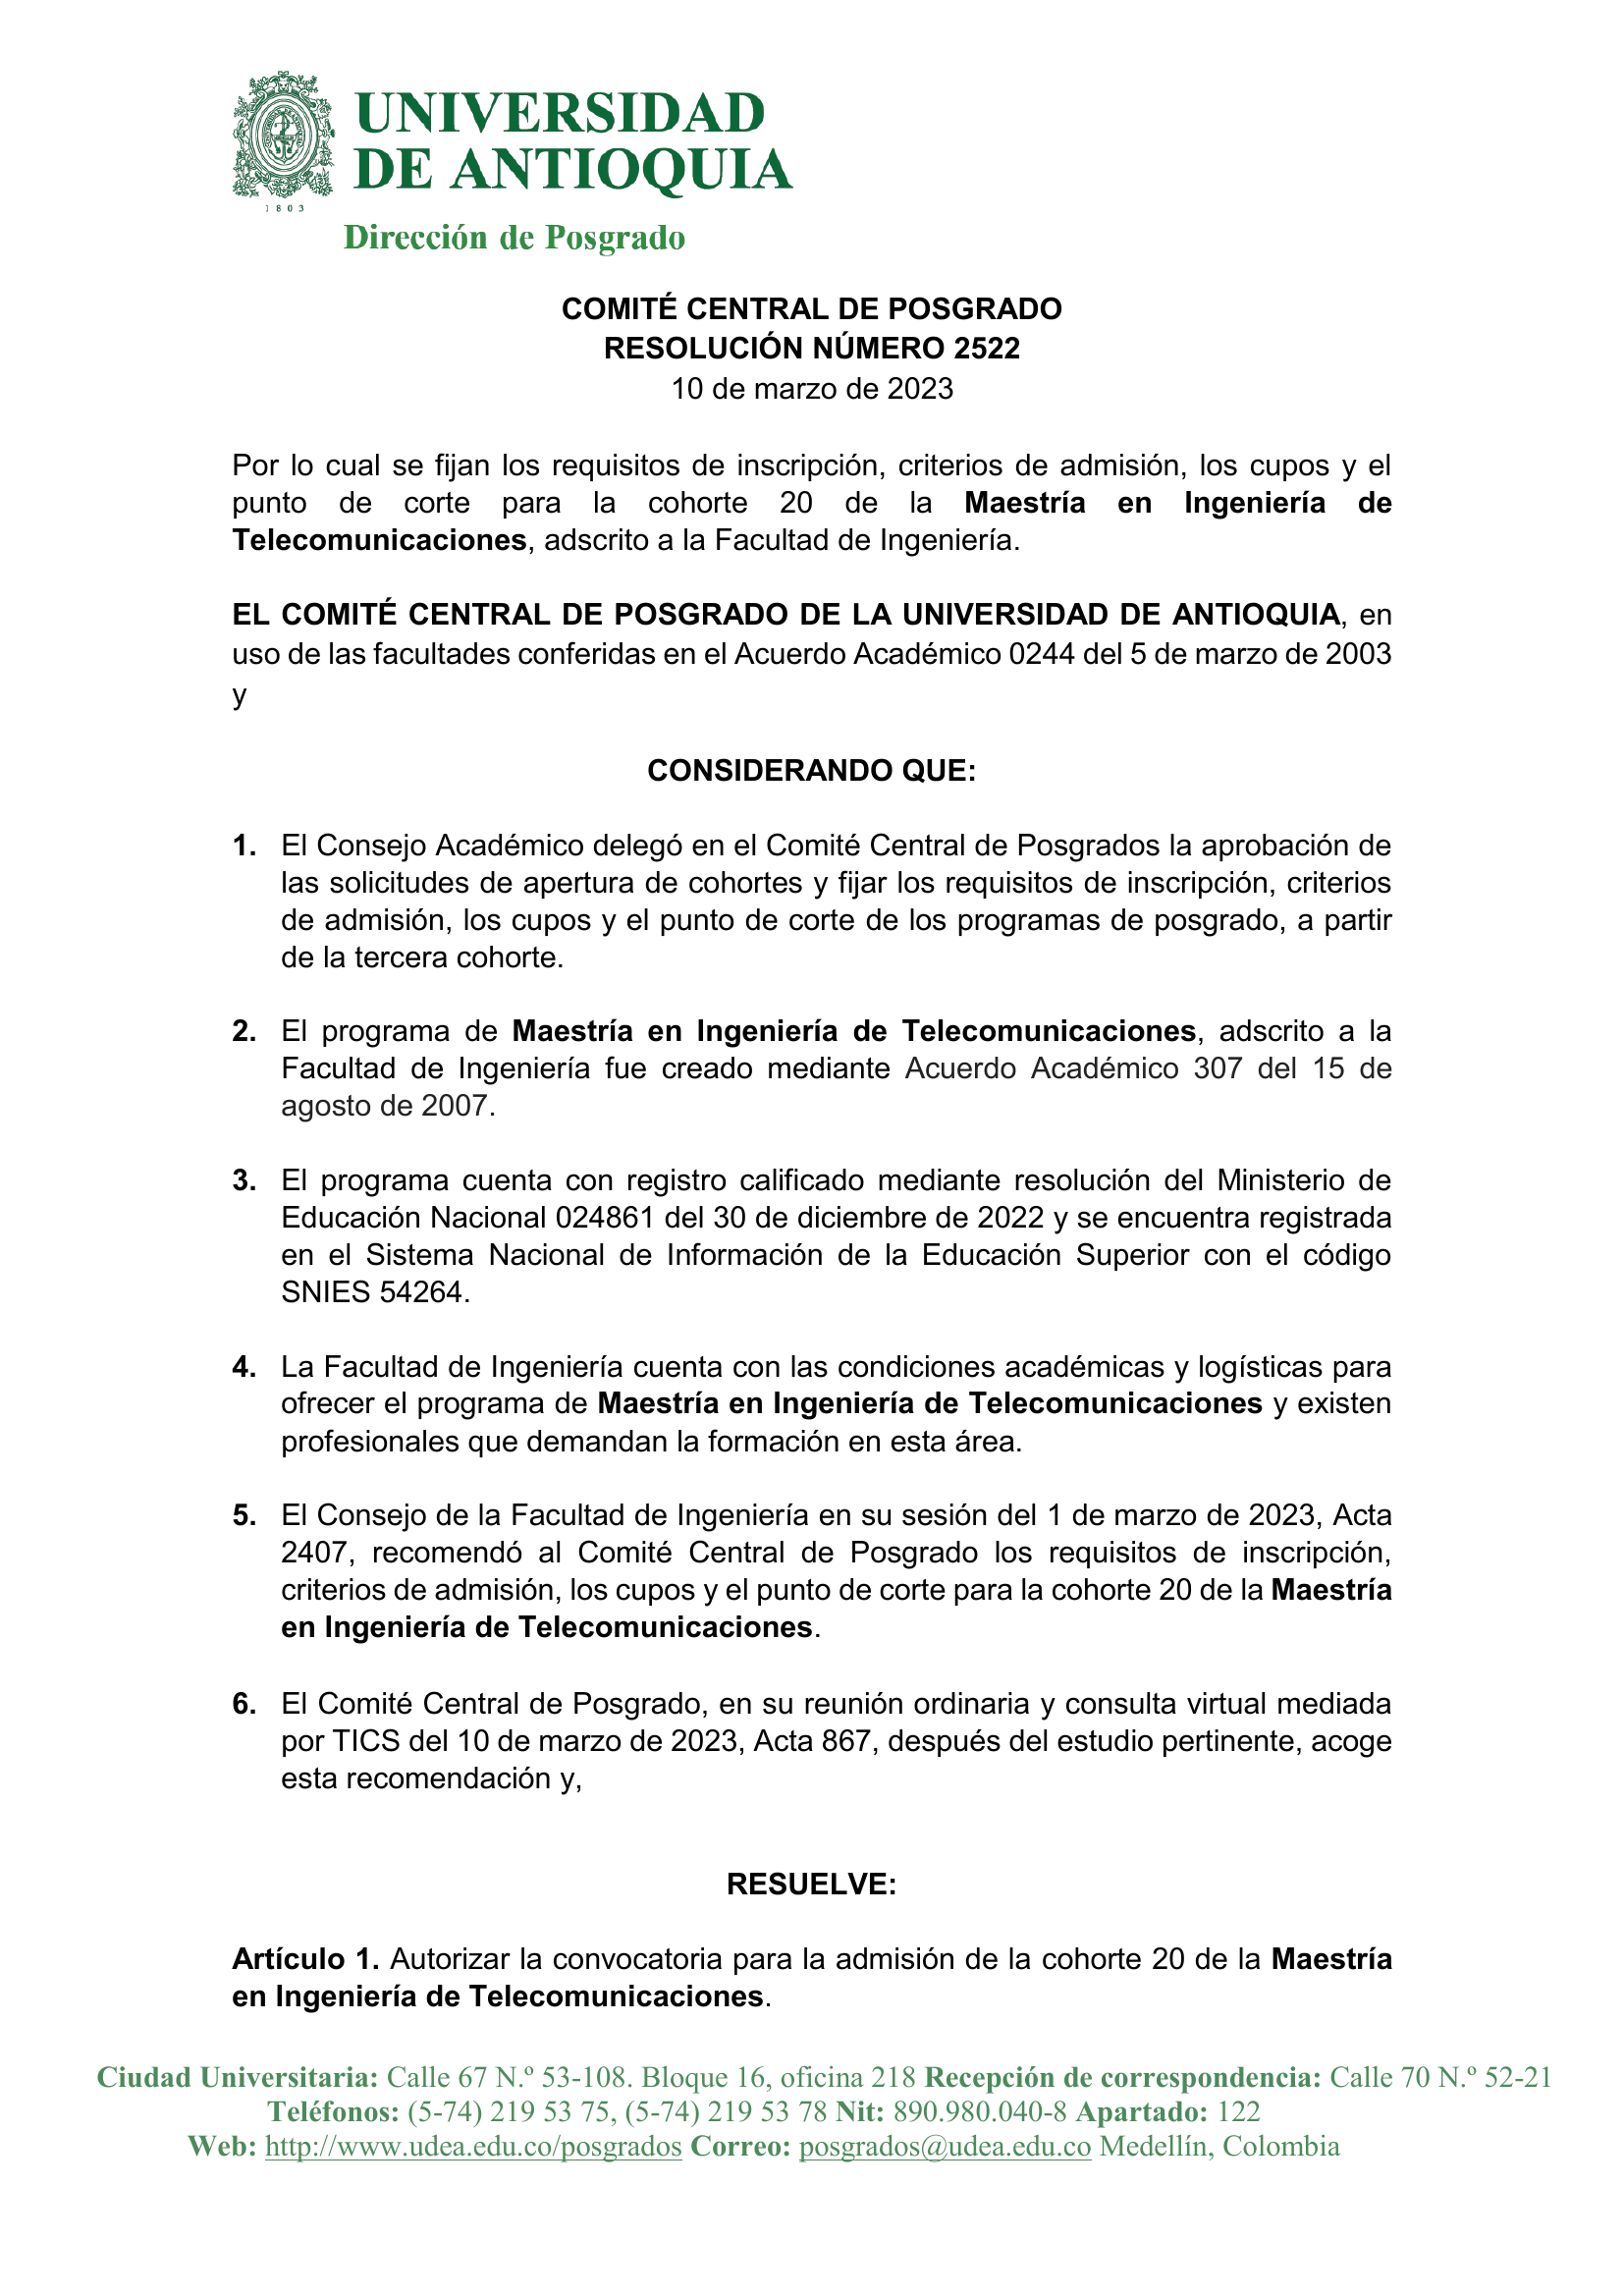 UNIVERSIDAD
DE ANTIOQUIA
1803
Dirección de Posgrado
COMITÉ CENTRAL DE POSGRADO
RESOLUCIÓN NÚMERO 2522
10 de marzo de 2023
Por lo cual se fijan los requisitos de inscripción, criterios de admisión, los cupos y el
punto de corte para la cohorte 20 de la Maestría en Ingeniería de
Telecomunicaciones, adscrito a la Facultad de Ingeniería.
EL COMITÉ CENTRAL DE POSGRADO DE LA UNIVERSIDAD DE ANTIOQUIA, en
uso de las facultades conferidas en el Acuerdo Académico 0244 del 5 de marzo de 2003
y
CONSIDERANDO QUE:
1. El Consejo Académico delegó en el Comité Central de Posgrados la aprobación de
las solicitudes de apertura de cohortes y fijar los requisitos de inscripción, criterios
de admisión, los cupos y el punto de corte de los programas de posgrado, a partir
de la tercera cohorte.
2. El programa de Maestría en Ingeniería de Telecomunicaciones, adscrito a la
Facultad de Ingeniería fue creado mediante Acuerdo Académico 307 del 15 de
agosto de 2007.
3. El programa cuenta con registro calificado mediante resolución del Ministerio de
Educación Nacional 024861 del 30 de diciembre de 2022 y se encuentra registrada
en el Sistema Nacional de Información de la Educación Superior con el código
SNIES 54264.
4. La Facultad de Ingeniería cuenta con las condiciones académicas y logísticas para
ofrecer el programa de Maestría en Ingeniería de Telecomunicaciones y existen
profesionales que demandan la formación en esta área.
5. El Consejo de la Facultad de Ingeniería en su sesión del 1 de marzo de 2023, Acta
2407, recomendó al Comité Central de Posgrado los requisitos de inscripción,
criterios de admisión, los cupos y el punto de corte para la cohorte 20 de la Maestría
en Ingeniería de Telecomunicaciones.
6. El Comité Central de Posgrado, en su reunión ordinaria y consulta virtual mediada
por TICS del 10 de marzo de 2023, Acta 867, después del estudio pertinente, acoge
esta recomendación y,
RESUELVE:
Artículo 1. Autorizar la convocatoria para la admisión de la cohorte 20 de la Maestría
en Ingeniería de Telecomunicaciones.
Ciudad Universitaria: Calle 67 N.º 53-108. Bloque 16, oficina 218 Recepción de correspondencia: Calle 70 N.º 52-21
Teléfonos: (5-74) 219 53 75, (5-74) 219 53 78 Nit: 890.980.040-8 Apartado: 122
Web: http://www.udea.edu.co/posgrados Correo: posgrados@udea.edu.co Medellín, Colombia